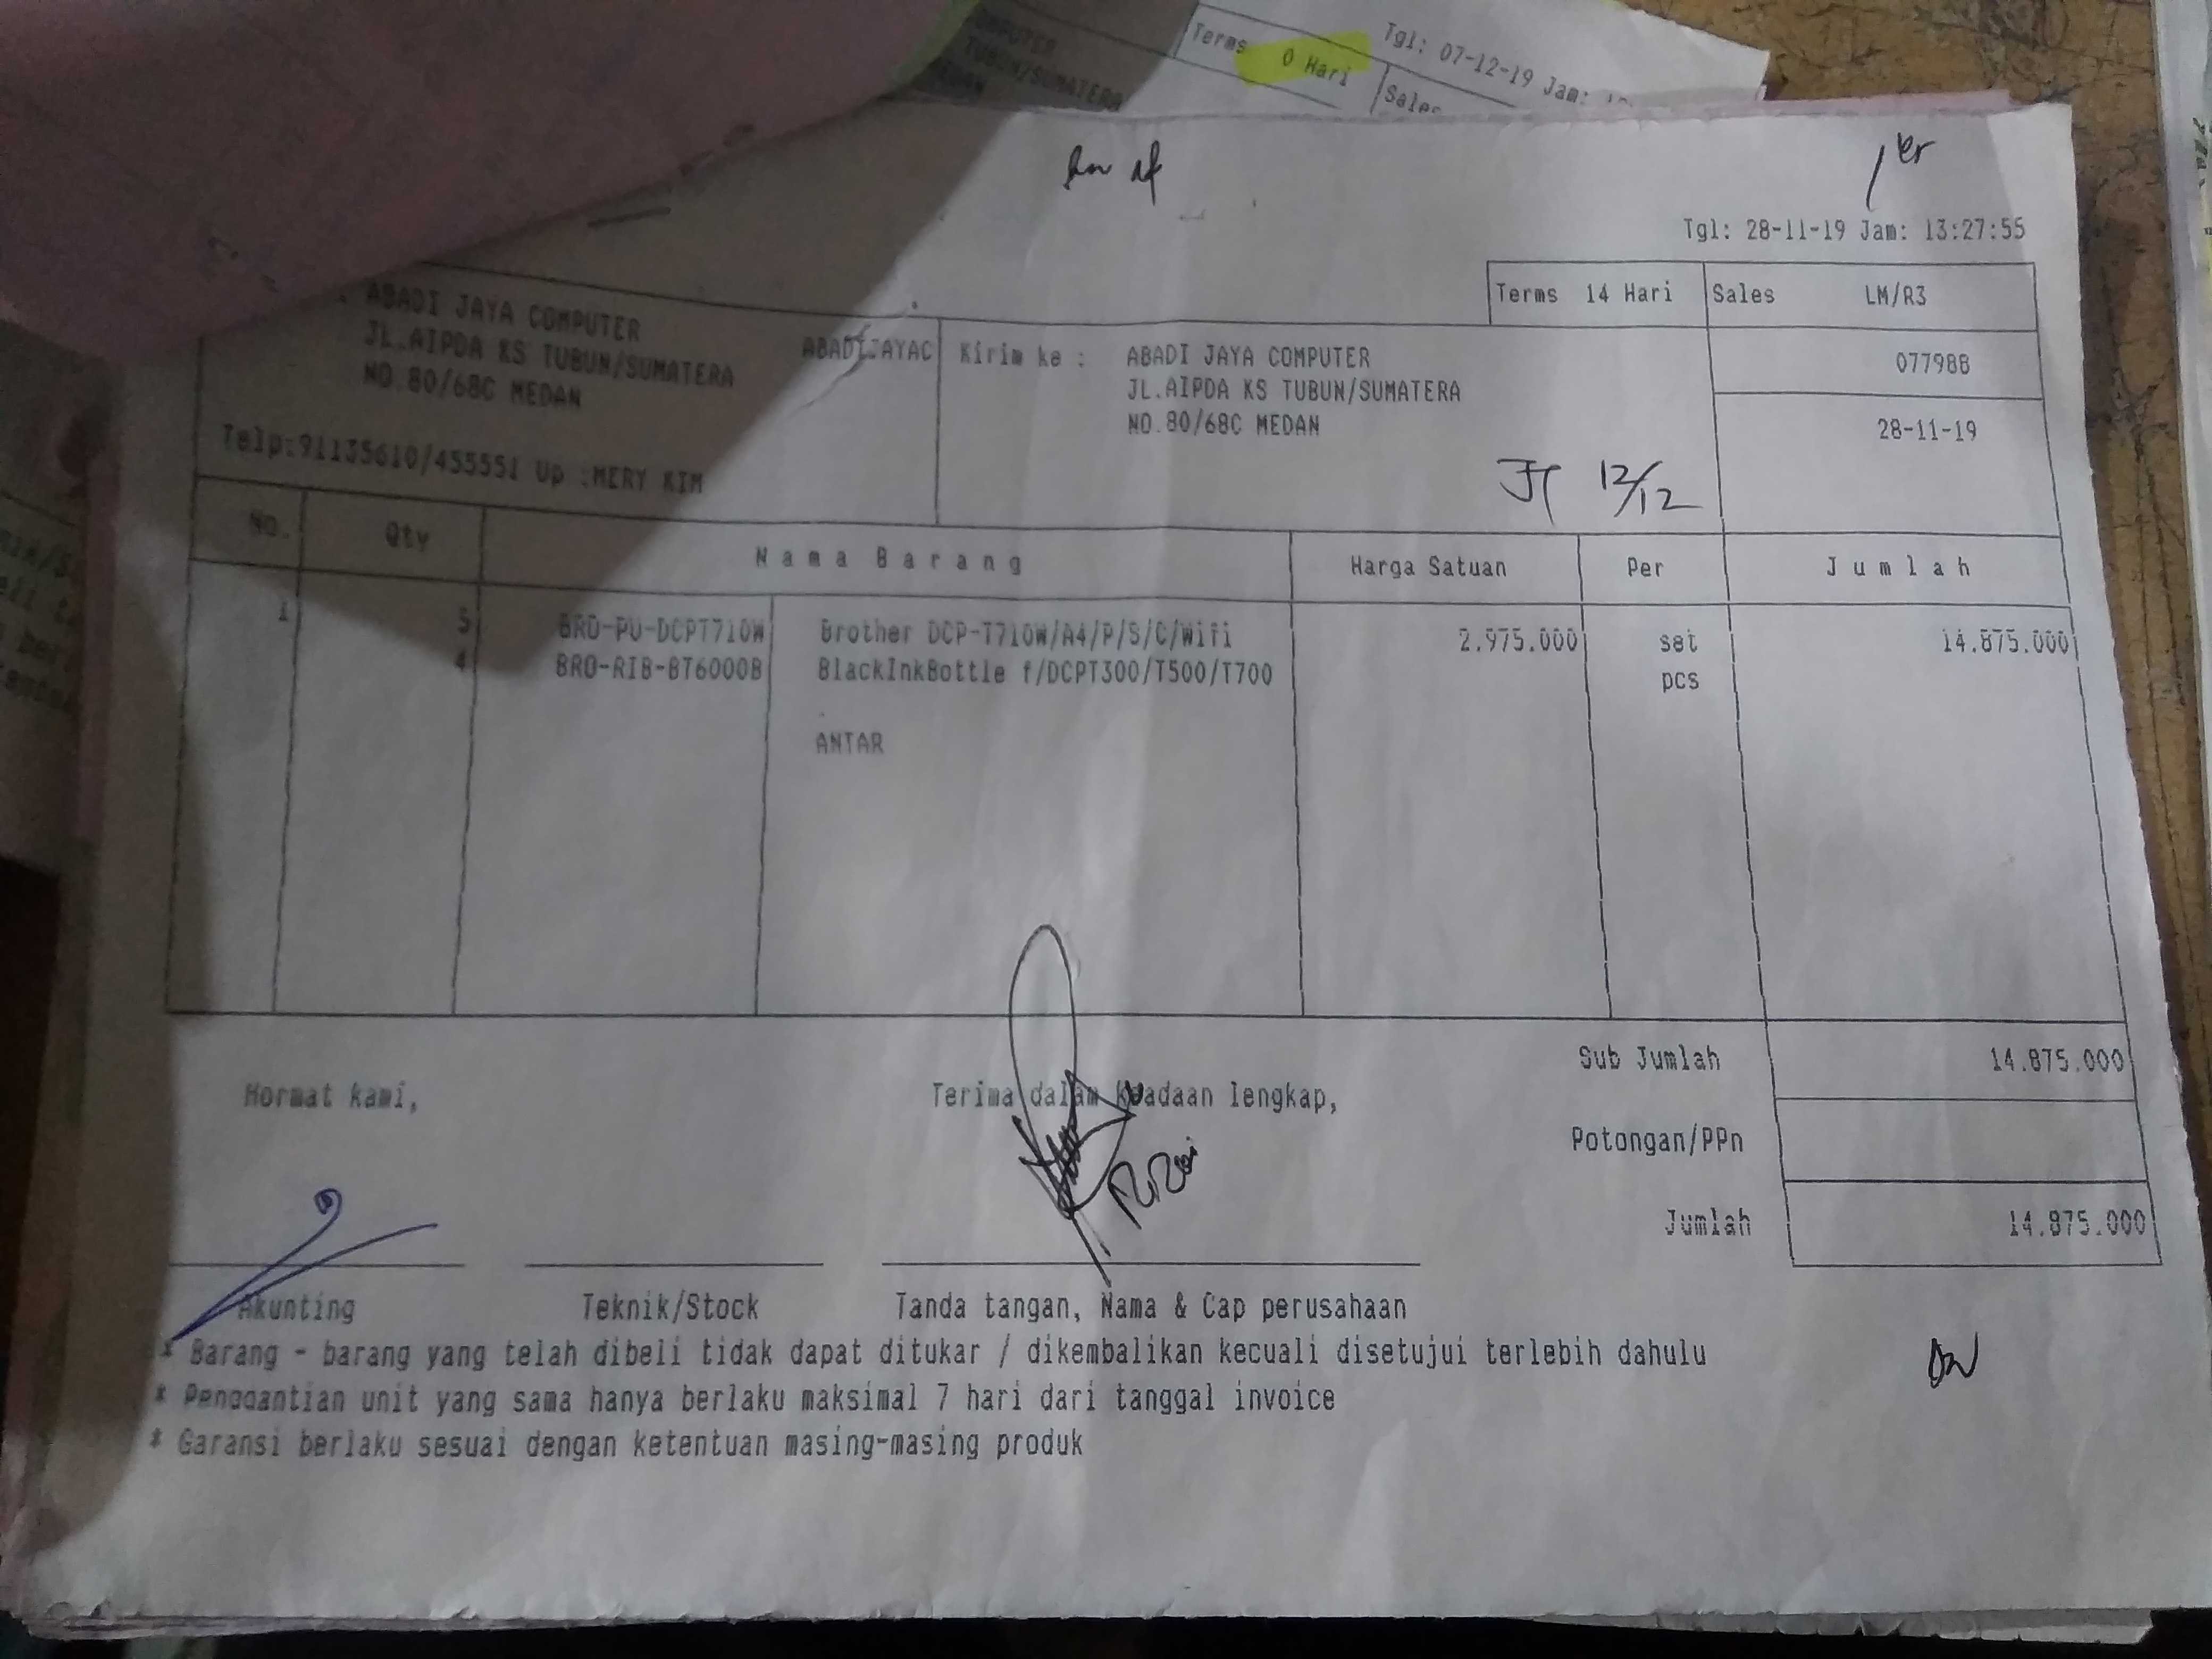 Terms 0 Hari
Tgl: 07-12-19 Jam:
Sales
TUBUN/SUMATERA
MEDAN
Tgl: 28-11-19 Jam: 13:27:55
Terms 14 Hari Sales LM/R3
ABADI JAYA COMPUTER
JL.AIPDA KS TUBUN/SUMATERA
NO.80/68C MEDAN
ABADIJAYAC
Telp:91135610/455551 Up :MERY KIM
Kirim ke : ABADI JAYA COMPUTER
JL.AIPDA KS TUBUN/SUMATERA
NO.80/68C MEDAN
077988
28-11-19
JT 12/12
No. Qty Nama Barang Harga Satuan Per Jumlah
1 5 BRO-PU-DCPT710W Brother DCP-T710W/A4/P/S/C/Wifi 2.975.000 set 14.875.000
4 BRO-RIB-BT6000B BlackInkBottle f/DCPT300/T500/T700 pcs
ANTAR
Sub Jumlah 14.875.000
Hormat kami, Terima dalam keadaan lengkap,
Potongan/PPn
Jumlah 14.875.000
Akunting Teknik/Stock Tanda tangan, Nama & Cap perusahaan
* Barang - barang yang telah dibeli tidak dapat ditukar / dikembalikan kecuali disetujui terlebih dahulu
* Penggantian unit yang sama hanya berlaku maksimal 7 hari dari tanggal invoice
* Garansi berlaku sesuai dengan ketentuan masing-masing produk